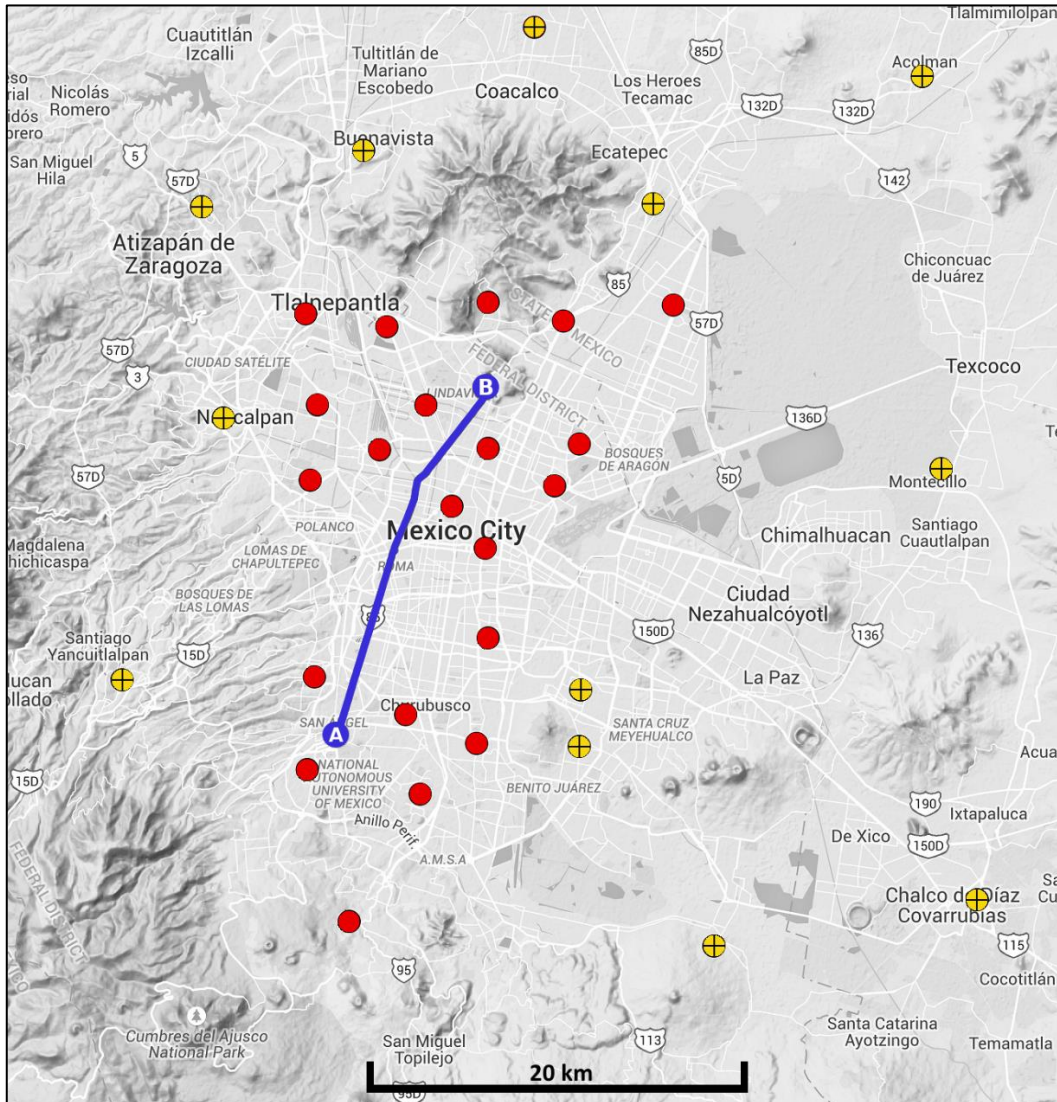 Tlalmimilolpan
Cuautitlán
Izcalli
Tultitlán de
Mariano
Escobedo
85D
Los Heroes
Tecamac
Acolman
Nicolás
Romero
Coacalco
132D
132D
Buenavista
Ecatepec
5
San Miguel
Hila
57D
142
Atizapán de
Zaragoza
Chiconcuac
de Juárez
85
Tlalnepantla
STATE OF MEXICO
57D
57D
CIUDAD SATÉLITE
FEDERAL DISTRICT
Texcoco
3
B
136D
BOSQUES
DE ARAGÓN
57D
5D
Montecillo
POLANCO
Mexico City
Chimalhuacan
Santiago
Cuautlalpan
Magdalena
LOMAS DE
CHAPULTEPEC
ROMA
BOSQUES DE
LAS LOMAS
Ciudad
Nezahualcóyotl
Santiago
Yancuitlalpan
15D
150D
136
La Paz
Churubusco
SAN ÁNGEL
A
SANTA CRUZ
MEYEHUALCO
15D
NATIONAL
AUTONOMOUS
UNIVERSITY
OF MEXICO
BENITO JUÁREZ
190
Ixtapaluca
Anillo Perif.
De Xico
150D
A.M.S.A
FEDERAL DISTRICT
Chalco de Díaz
Covarrubias
95
115
Cocotitlán
Cumbres del Ajusco
National Park
San Miguel
Topilejo
113
Santa Catarina
Ayotzingo
Temamatla
20 km
95D